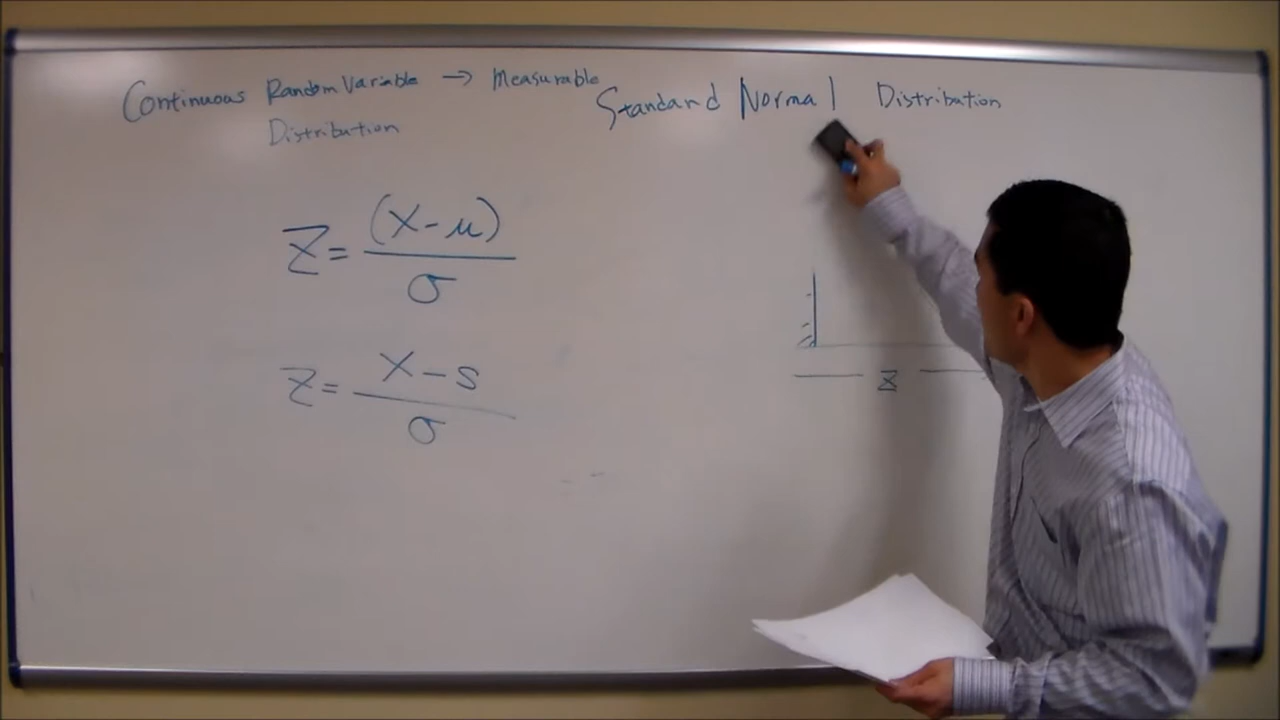 Continuous Random Variable → Measurable
Distribution
Standard Normal Distribution
Z = (X-μ) / σ
Z = X-s / σ
Z